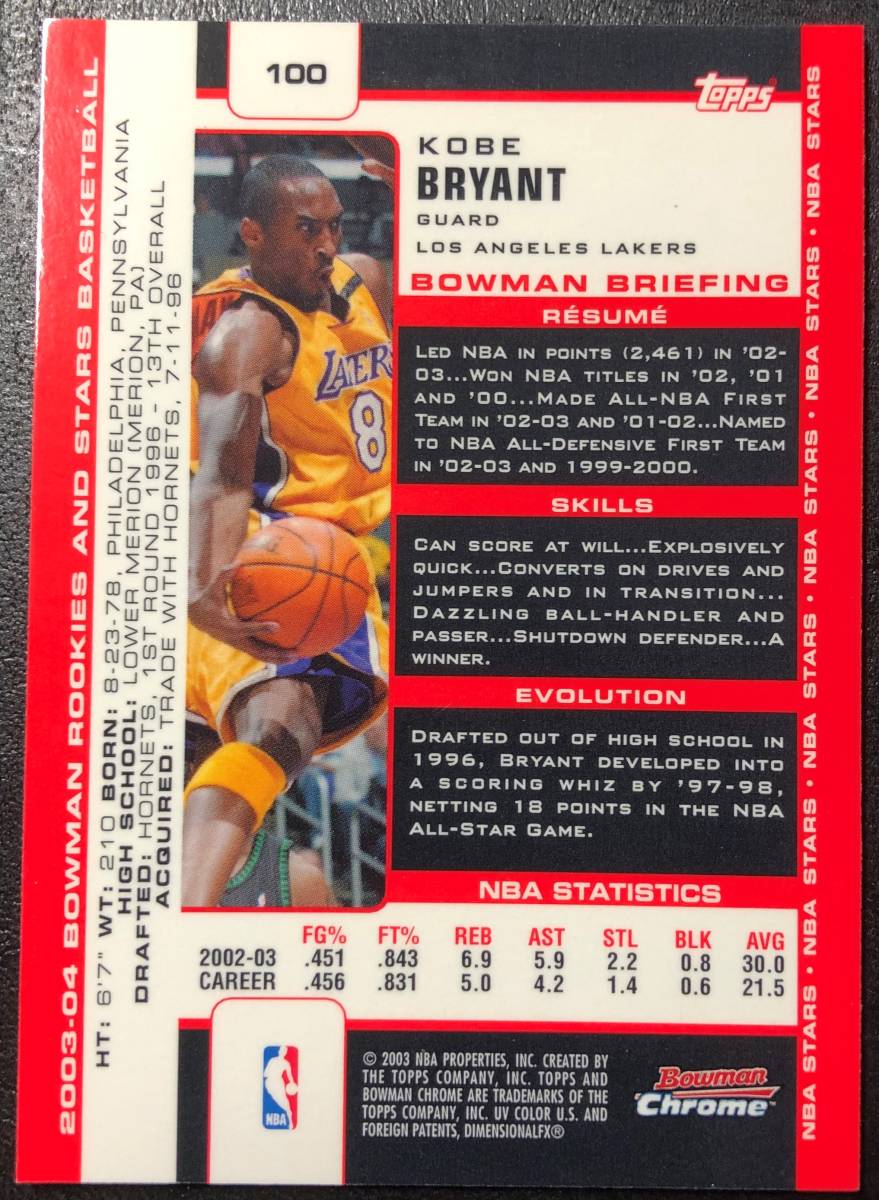 100
topps
KOBE
BRYANT
GUARD
LOS ANGELES LAKERS
BOWMAN BRIEFING
RÉSUMÉ
LED NBA IN POINTS (2,461) IN '02-
03...WON NBA TITLES IN '02, '01
AND '00...MADE ALL-NBA FIRST
TEAM IN '02-03 AND '01-02...NAMED
TO NBA ALL-DEFENSIVE FIRST TEAM
IN '02-03 AND 1999-2000.
SKILLS
CAN SCORE AT WILL...EXPLOSIVELY
QUICK...CONVERTS ON DRIVES AND
JUMPERS AND IN TRANSITION...
DAZZLING BALL-HANDLER AND
PASSER...SHUTDOWN DEFENDER...A
WINNER.
EVOLUTION
DRAFTED OUT OF HIGH SCHOOL IN
1996, BRYANT DEVELOPED INTO
A SCORING WHIZ BY '97-98,
NETTING 18 POINTS IN THE NBA
ALL-STAR GAME.
NBA STATISTICS
FG% FT% REB AST STL BLK AVG
2002-03 .451 .843 6.9 5.9 2.2 0.8 30.0
CAREER .456 .831 5.0 4.2 1.4 0.6 21.5
2003-04 BOWMAN ROOKIES AND STARS BASKETBALL
HT: 6'7" WT: 210 BORN: 8-23-78, PHILADELPHIA, PENNSYLVANIA
HIGH SCHOOL: LOWER MERION (MERION, PA)
DRAFTED: HORNETS, 1ST ROUND 1996 - 13TH OVERALL
ACQUIRED: TRADE WITH HORNETS, 7-11-96
LAKERS
8
NBA STARS • NBA STARS • NBA STARS • NBA STARS • NBA STARS • NBA STARS • NBA STARS • NBA STARS • NBA STARS
NBA
© 2003 NBA PROPERTIES, INC. CREATED BY
THE TOPPS COMPANY, INC. TOPPS AND
BOWMAN CHROME ARE TRADEMARKS OF THE
TOPPS COMPANY, INC. UV COLOR U.S. AND
FOREIGN PATENTS, DIMENSIONALFX®
Bowman
Chrome™